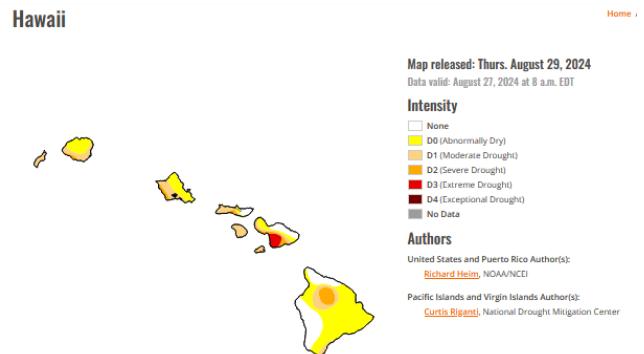 Hawaii
Home /
Map released: Thurs. August 29, 2024
Data valid: August 27, 2024 at 8 a.m. EDT
Intensity
None
D0 (Abnormally Dry)
D1 (Moderate Drought)
D2 (Severe Drought)
D3 (Extreme Drought)
D4 (Exceptional Drought)
No Data
Authors
United States and Puerto Rico Author(s):
Richard Heim, NOAA/NCEI
Pacific Islands and Virgin Islands Author(s):
Curtis Riganti, National Drought Mitigation Center